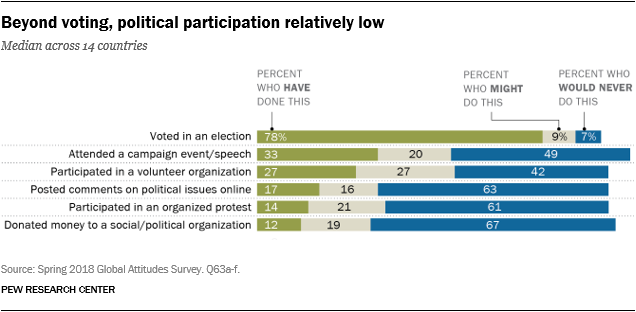 Beyond voting, political participation relatively low
Median across 14 countries
PERCENT
WHO HAVE
DONE THIS
PERCENT
WHO MIGHT
DO THIS
PERCENT WHO
WOULD NEVER
DO THIS
Voted in an election 78% 9% 7%
Attended a campaign event/speech 33 20 49
Participated in a volunteer organization 27 27 42
Posted comments on political issues online 17 16 63
Participated in an organized protest 14 21 61
Donated money to a social/political organization 12 19 67
Source: Spring 2018 Global Attitudes Survey. Q63a-f.
PEW RESEARCH CENTER